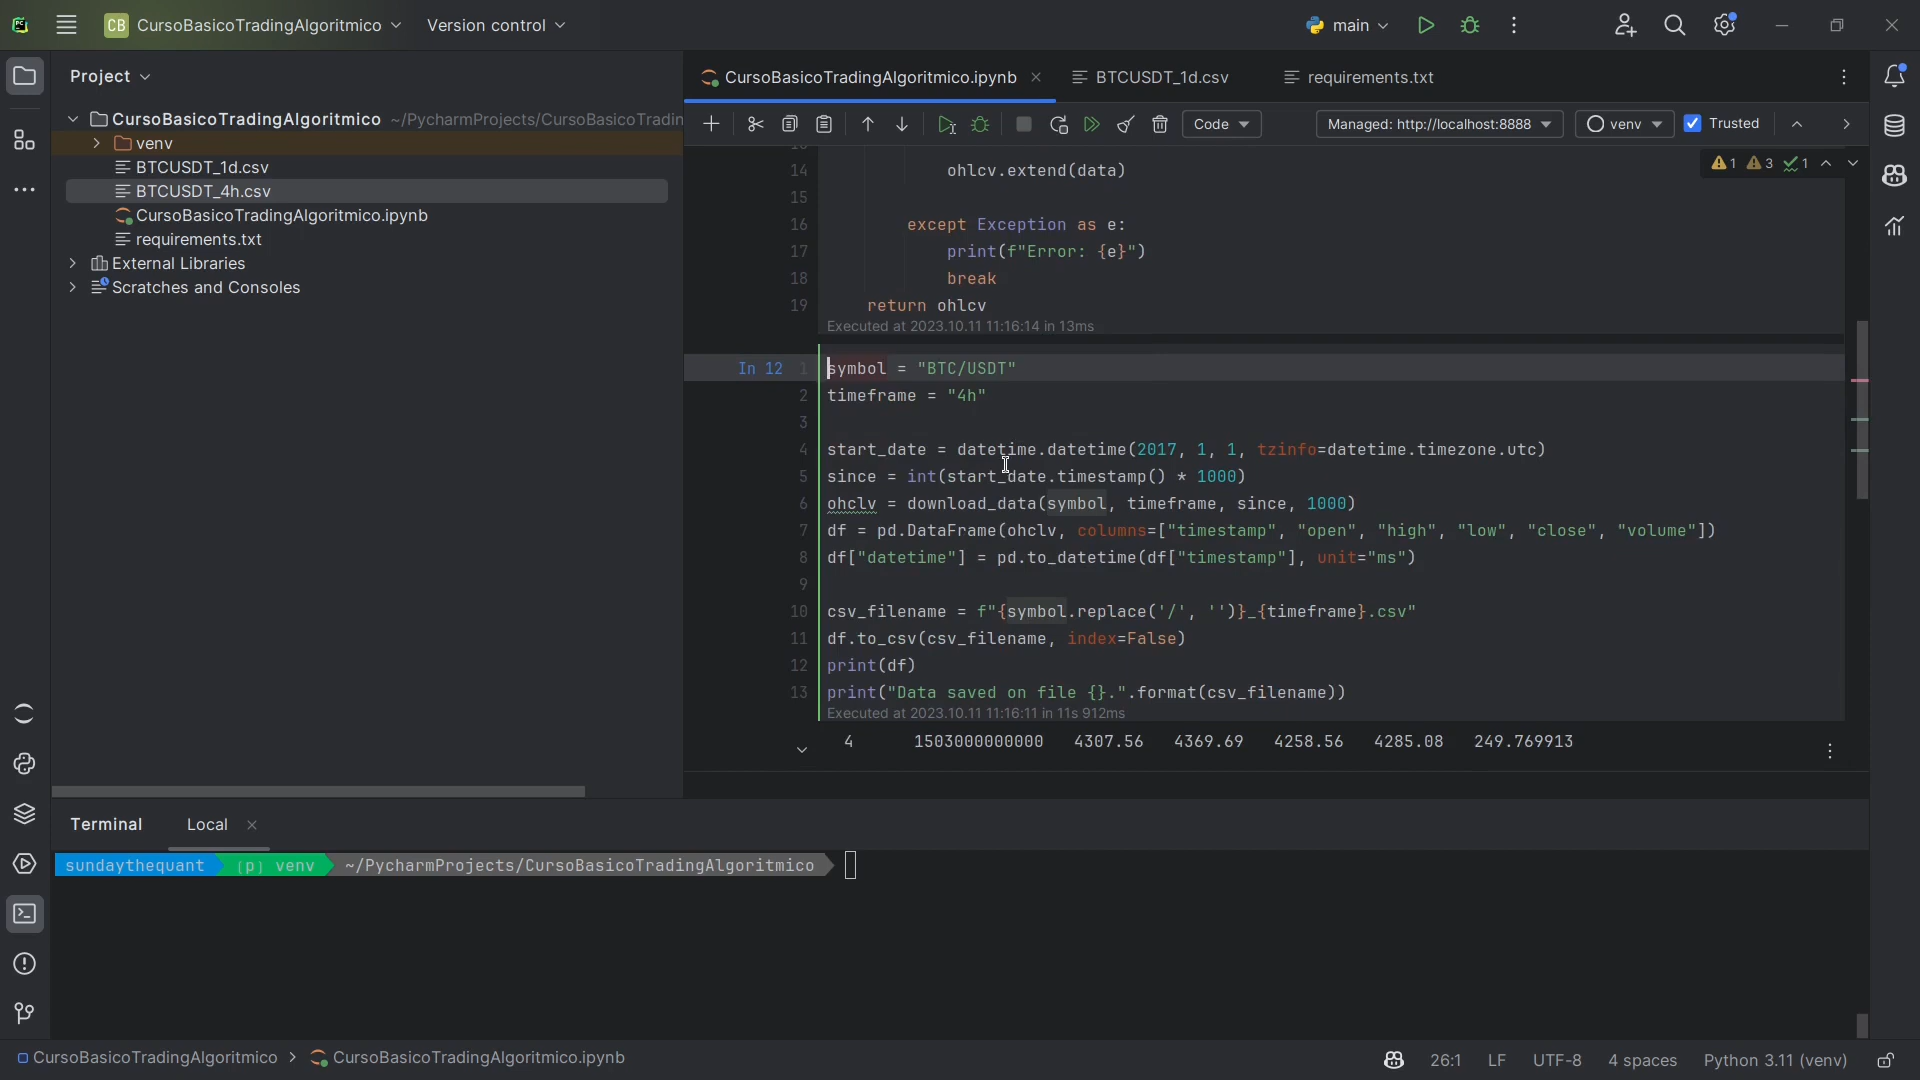 CB CursoBasicoTradingAlgoritmico Version control main
Project
CursoBasicoTradingAlgoritmico ~/PycharmProjects/CursoBasicoTradin
venv
BTCUSDT_1d.csv
BTCUSDT_4h.csv
CursoBasicoTradingAlgoritmico.ipynb
requirements.txt
External Libraries
Scratches and Consoles
CursoBasicoTradingAlgoritmico.ipynb BTCUSDT_1d.csv requirements.txt
Code Managed: http://localhost:8888 venv Trusted
1 3 1
14 ohlcv.extend(data)
15
16 except Exception as e:
17 print(f"Error: {e}")
18 break
19 return ohlcv
Executed at 2023.10.11 11:16:14 in 13ms
In 12 1 symbol = "BTC/USDT"
2 timeframe = "4h"
3
4 start_date = datetime.datetime(2017, 1, 1, tzinfo=datetime.timezone.utc)
5 since = int(start_date.timestamp() * 1000)
6 ohclv = download_data(symbol, timeframe, since, 1000)
7 df = pd.DataFrame(ohclv, columns=["timestamp", "open", "high", "low", "close", "volume"])
8 df["datetime"] = pd.to_datetime(df["timestamp"], unit="ms")
9
10 csv_filename = f"{symbol.replace('/', '')}_{timeframe}.csv"
11 df.to_csv(csv_filename, index=False)
12 print(df)
13 print("Data saved on file {}.".format(csv_filename))
Executed at 2023.10.11 11:16:11 in 11s 912ms
4 1503000000000 4307.56 4369.69 4258.56 4285.08 249.769913
Terminal Local
sundaythequant (p) venv ~/PycharmProjects/CursoBasicoTradingAlgoritmico
CursoBasicoTradingAlgoritmico > CursoBasicoTradingAlgoritmico.ipynb 26:1 LF UTF-8 4 spaces Python 3.11 (venv)